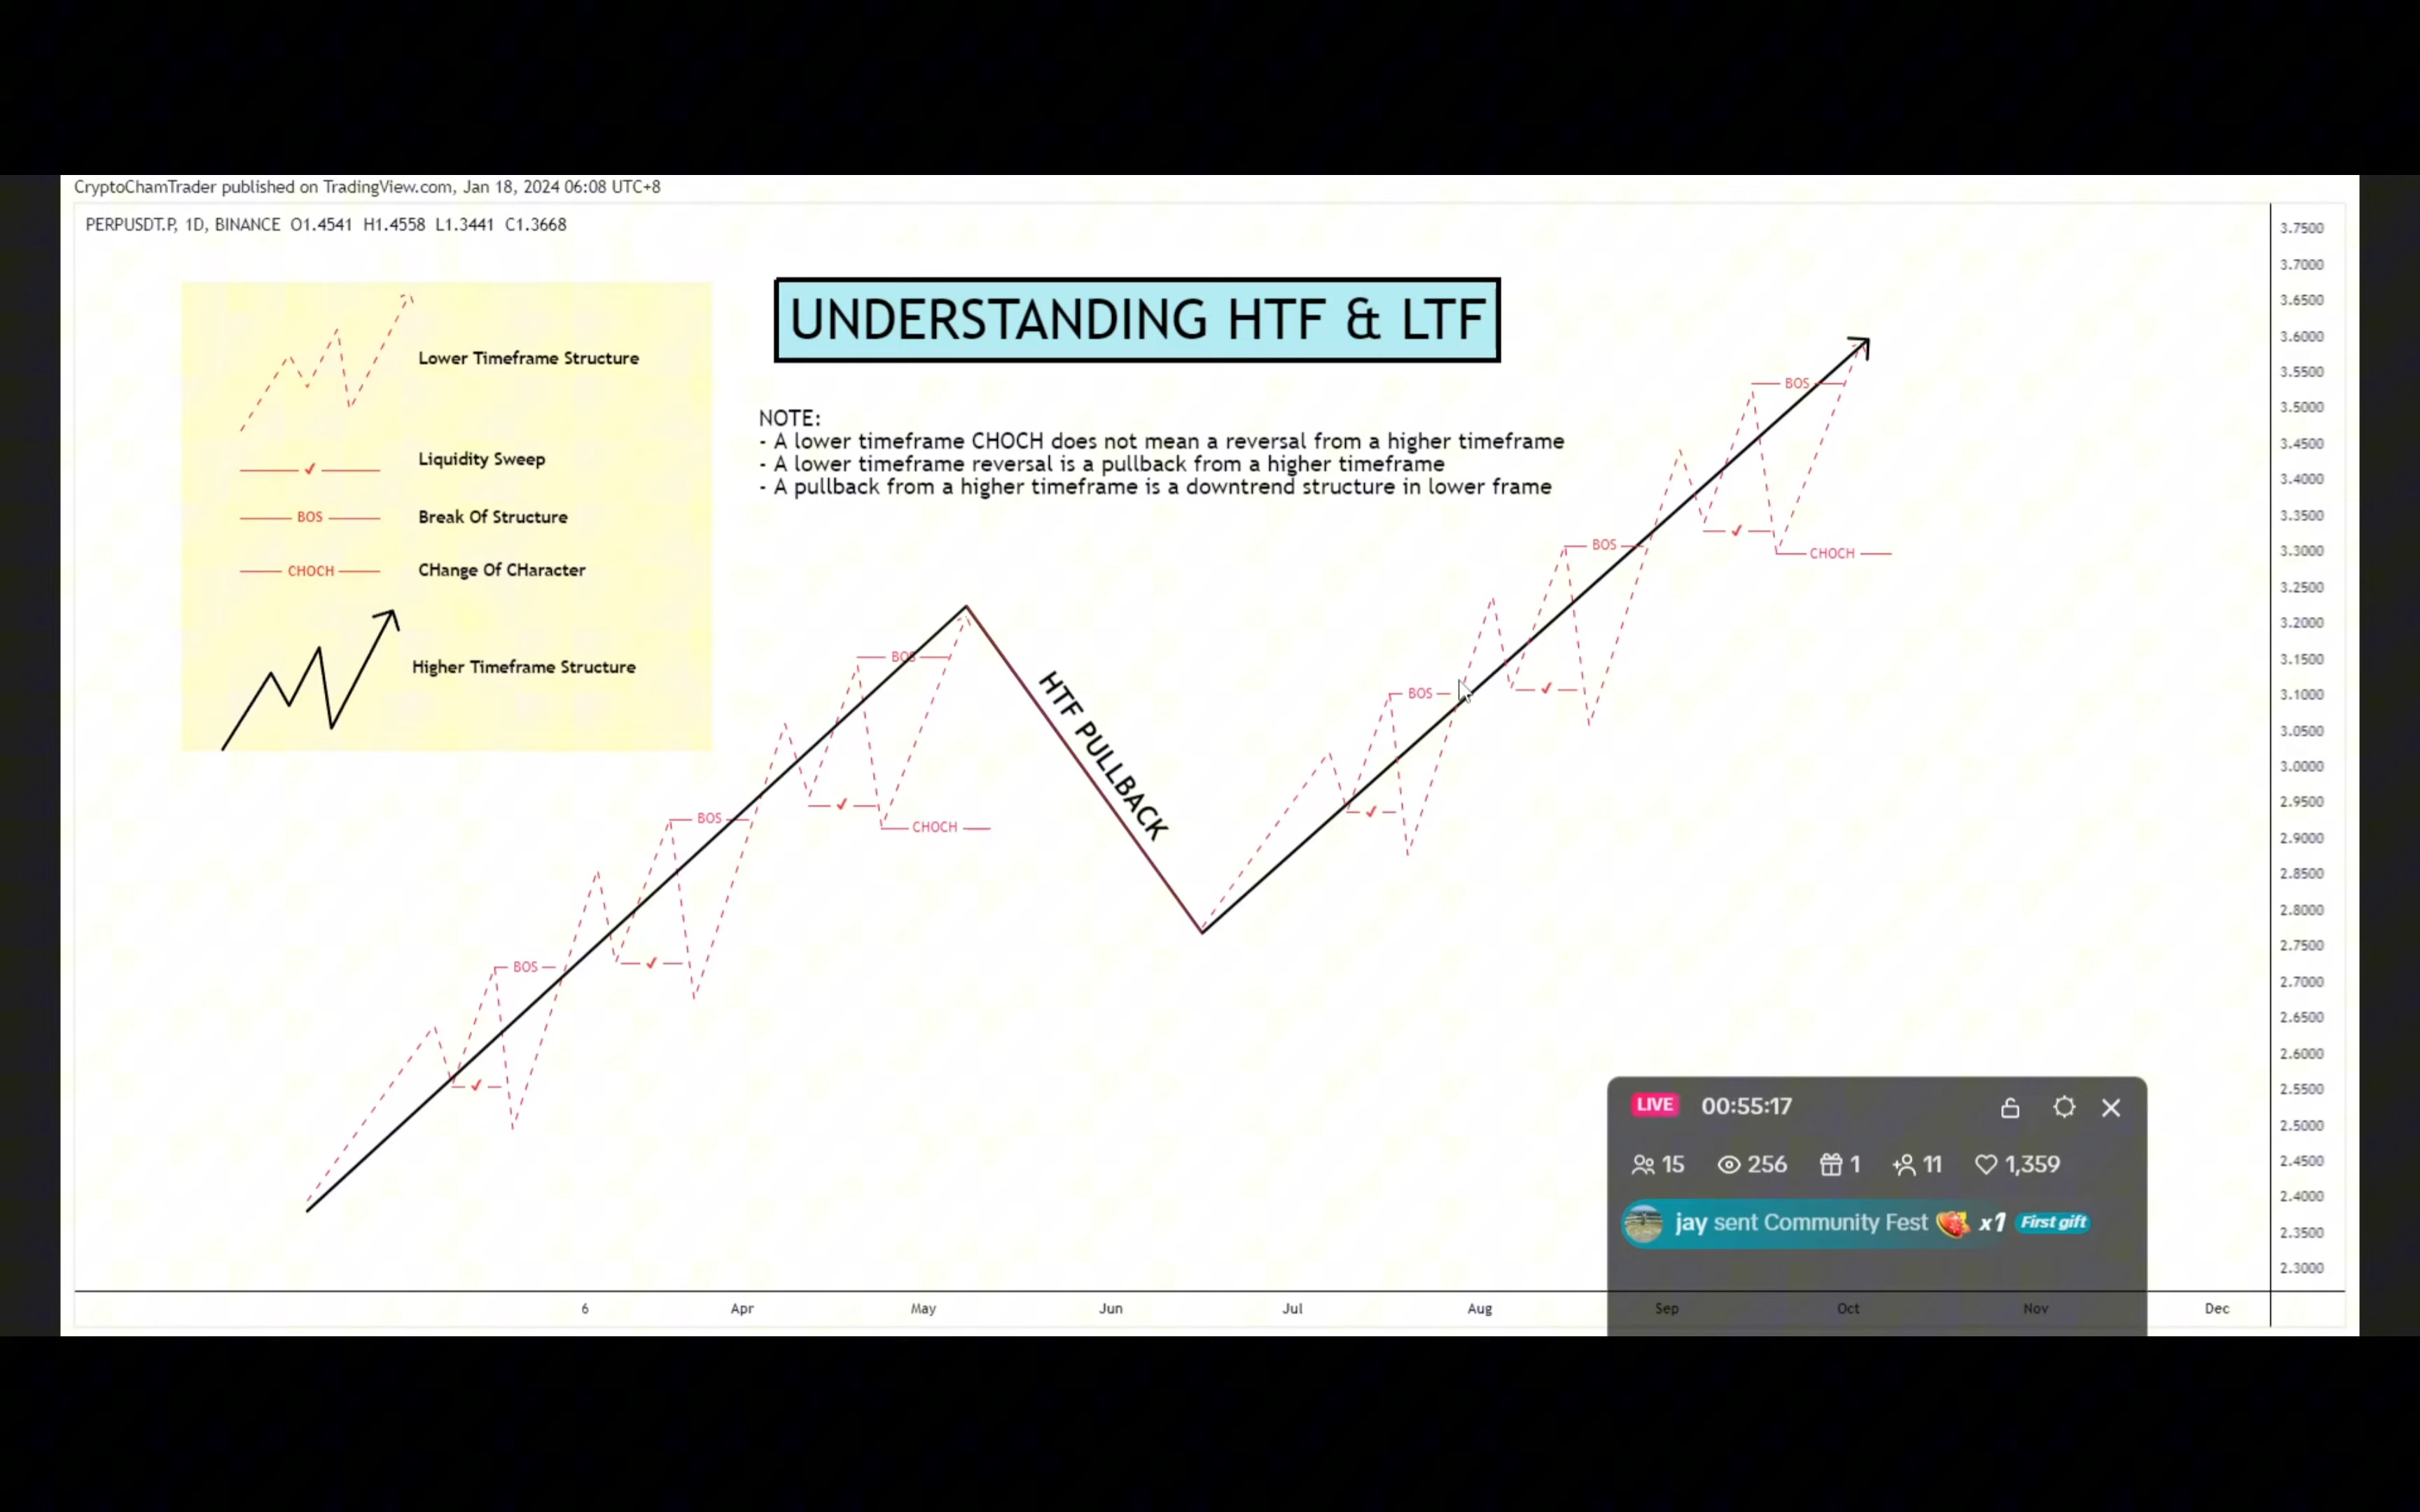 CryptoChamTrader published on TradingView.com, Jan 18, 2024 06:08 UTC+8
PERPUSDT.P, 1D, BINANCE O1.4541 H1.4558 L1.3441 C1.3668
UNDERSTANDING HTF & LTF
NOTE:
- A lower timeframe CHOCH does not mean a reversal from a higher timeframe
- A lower timeframe reversal is a pullback from a higher timeframe
- A pullback from a higher timeframe is a downtrend structure in lower frame
Lower Timeframe Structure
Liquidity Sweep
BOS Break Of Structure
CHOCH CHange Of CHaracter
Higher Timeframe Structure
BOS
BOS
BOS
CHOCH
HTF PULLBACK
BOS
BOS
BOS
CHOCH
3.7500
3.7000
3.6500
3.6000
3.5500
3.5000
3.4500
3.4000
3.3500
3.3000
3.2500
3.2000
3.1500
3.1000
3.0500
3.0000
2.9500
2.9000
2.8500
2.8000
2.7500
2.7000
2.6500
2.6000
2.5500
2.5000
2.4500
2.4000
2.3500
2.3000
LIVE 00:55:17
15 256 1 11 1,359
jay sent Community Fest x1 First gift
6 Apr May Jun Jul Aug Sep Oct Nov Dec